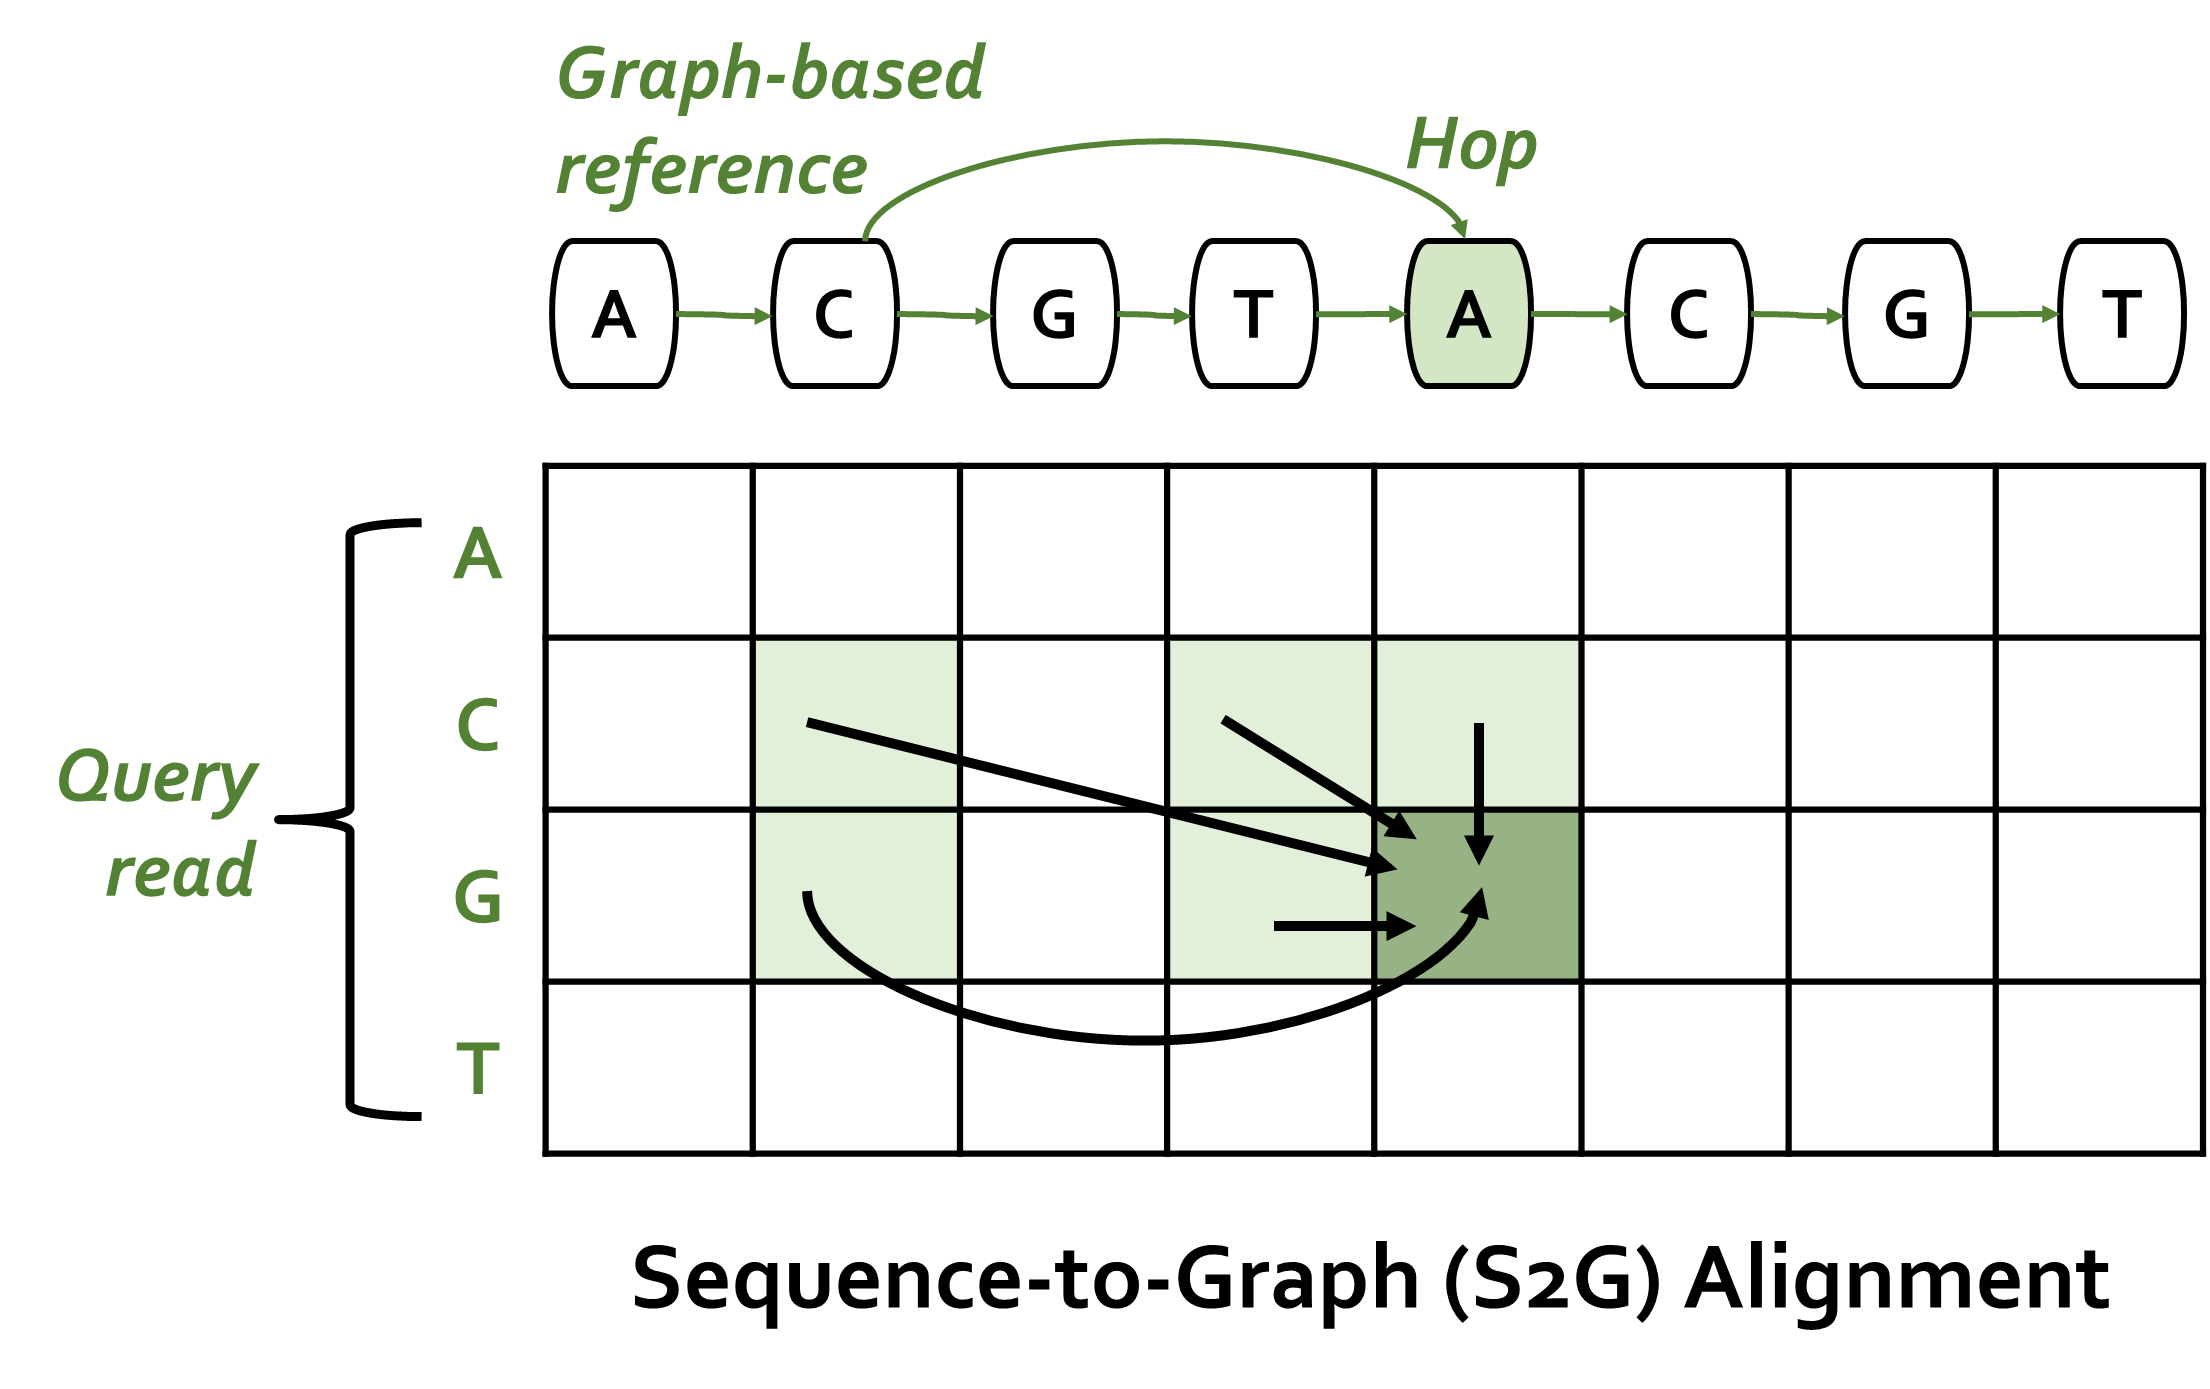 Graph-based
reference
Hop
A C G T A C G T
A
C
G
T
Query
read
Sequence-to-Graph (S2G) Alignment